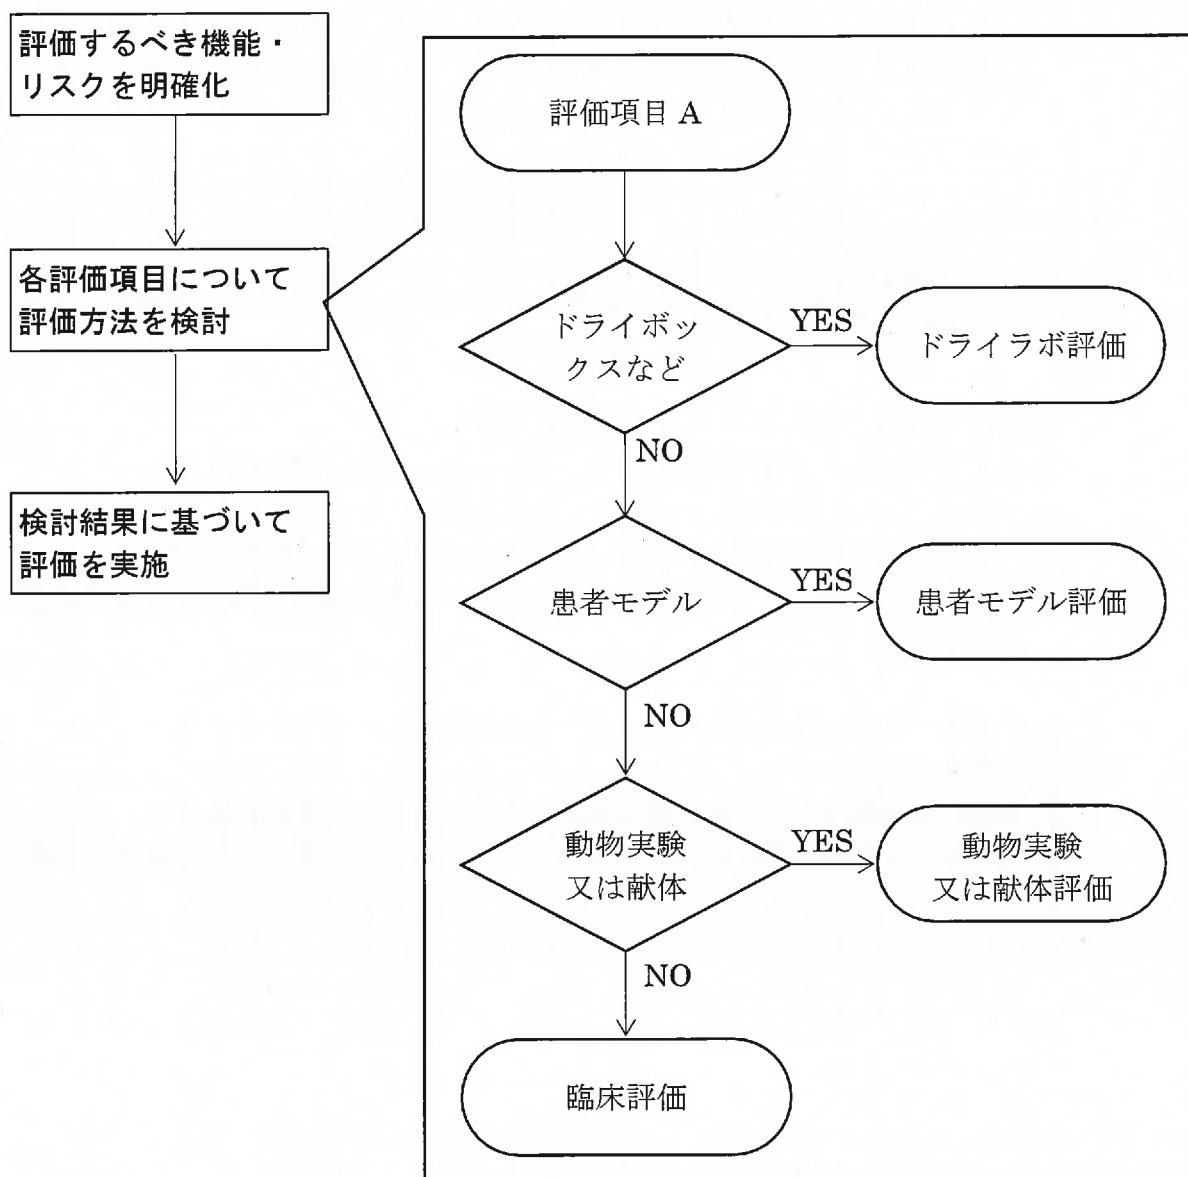 評価するべき機能・
リスクを明確化
各評価項目について
評価方法を検討
検討結果に基づいて
評価を実施
評価項目 A
ドライボッ
クスなど
YES
ドライラボ評価
NO
患者モデル
YES
患者モデル評価
NO
動物実験
又は献体
YES
動物実験
又は献体評価
NO
臨床評価